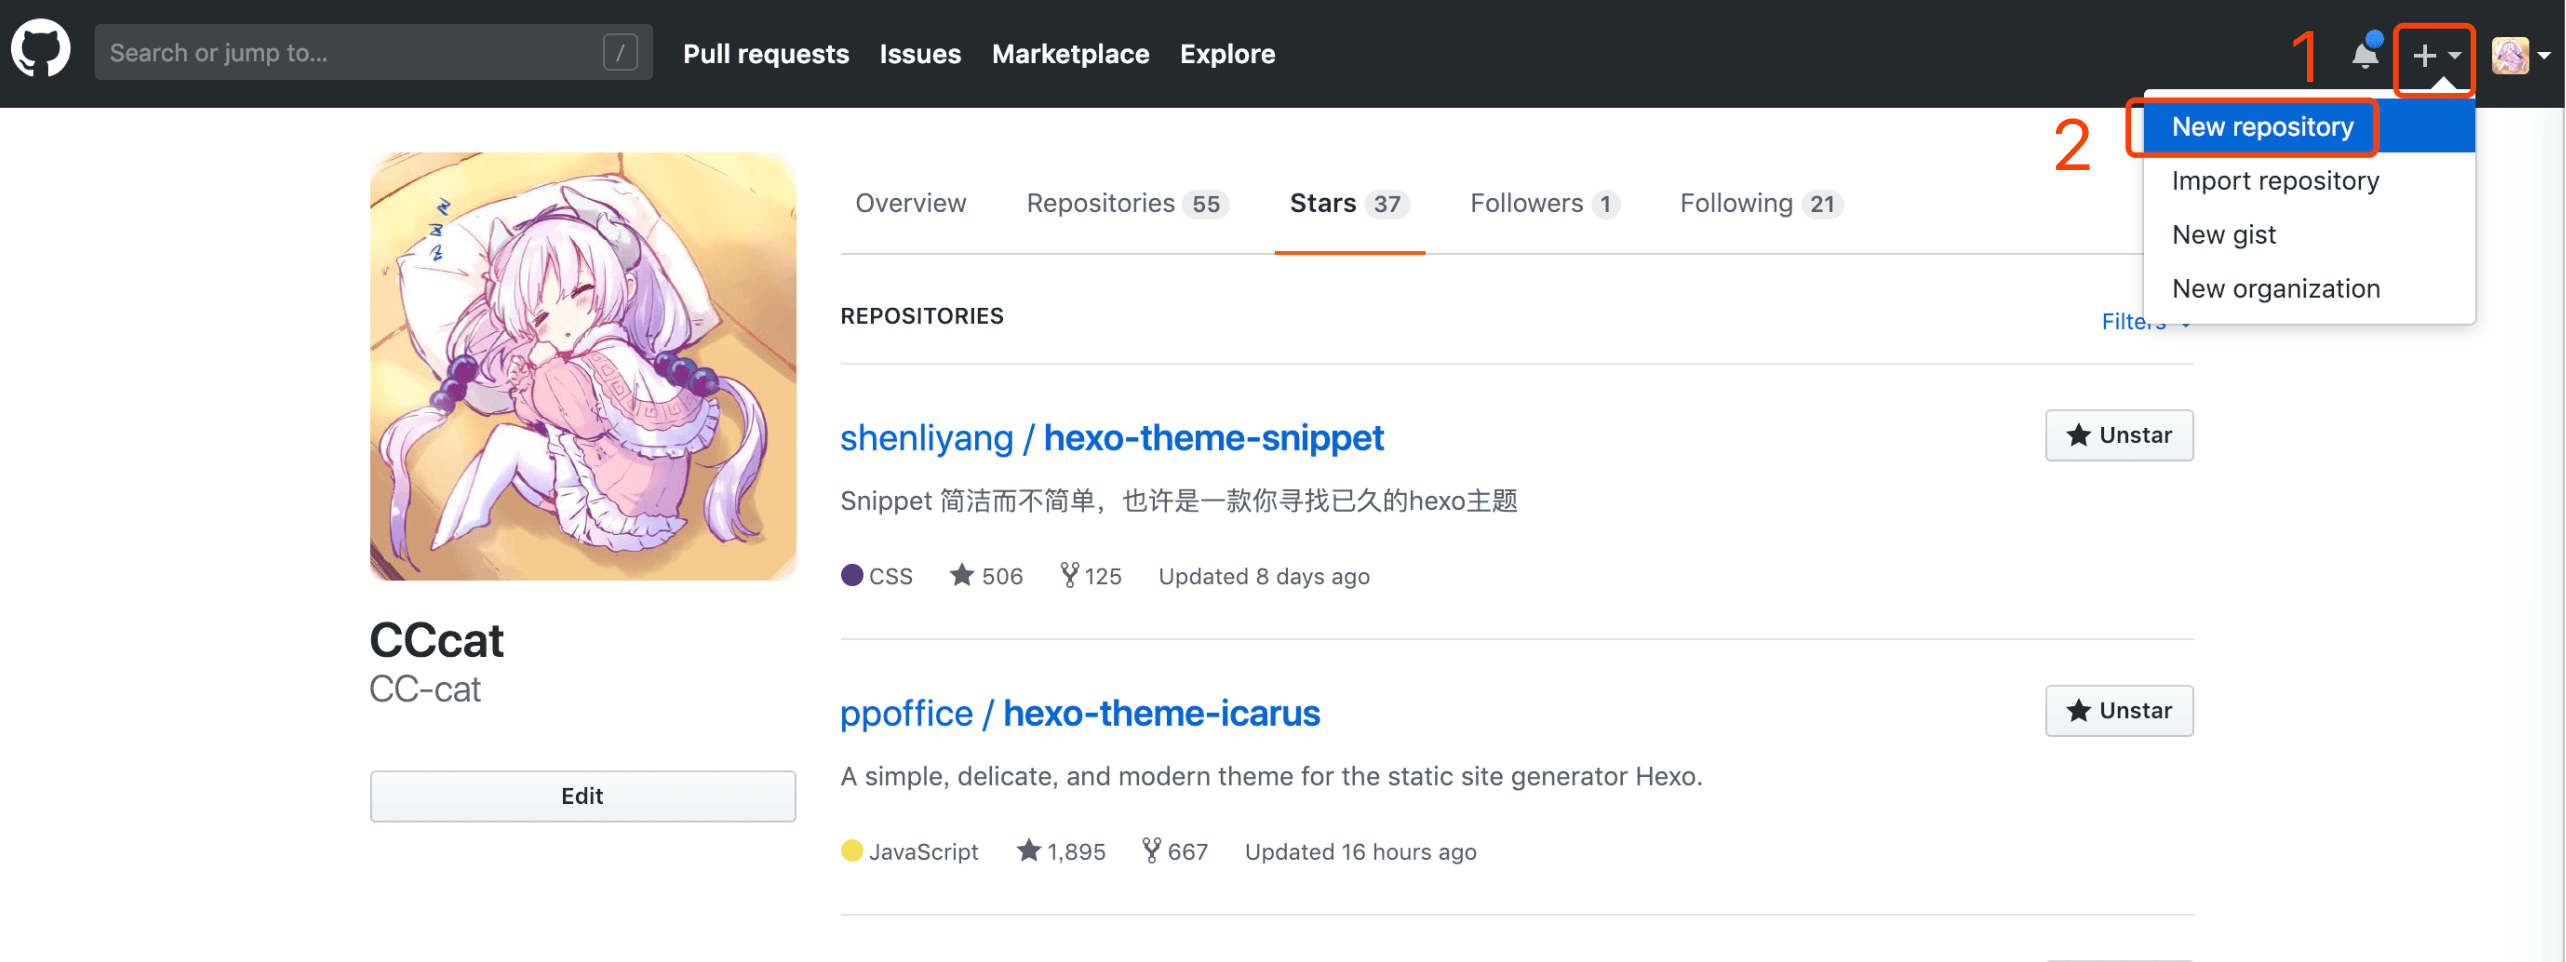 Search or jump to... / Pull requests Issues Marketplace Explore 1
2 New repository
Import repository
New gist
New organization
Overview Repositories 55 Stars 37 Followers 1 Following 21
REPOSITORIES Filters
z z z
shenliyang / hexo-theme-snippet Unstar
Snippet 简洁而不简单，也许是一款你寻找已久的hexo主题
CSS 506 125 Updated 8 days ago
CCcat
CC-cat
Edit
ppoffice / hexo-theme-icarus Unstar
A simple, delicate, and modern theme for the static site generator Hexo.
JavaScript 1,895 667 Updated 16 hours ago